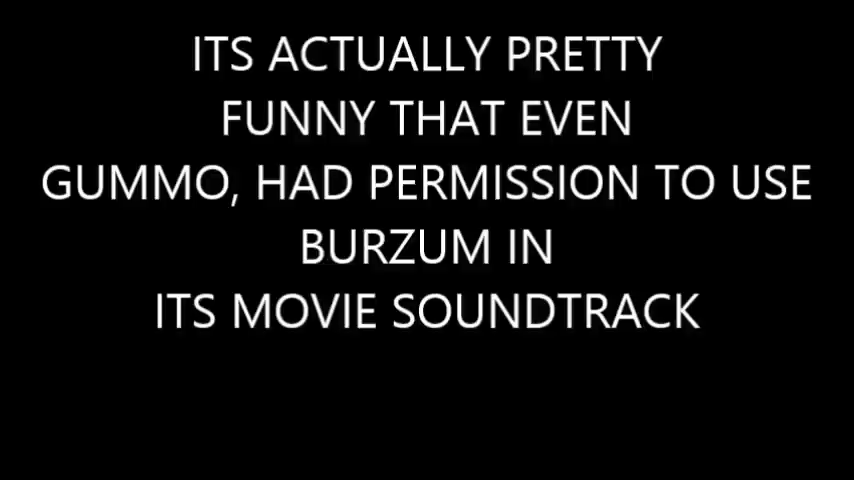 ITS ACTUALLY PRETTY
FUNNY THAT EVEN
GUMMO, HAD PERMISSION TO USE
BURZUM IN
ITS MOVIE SOUNDTRACK